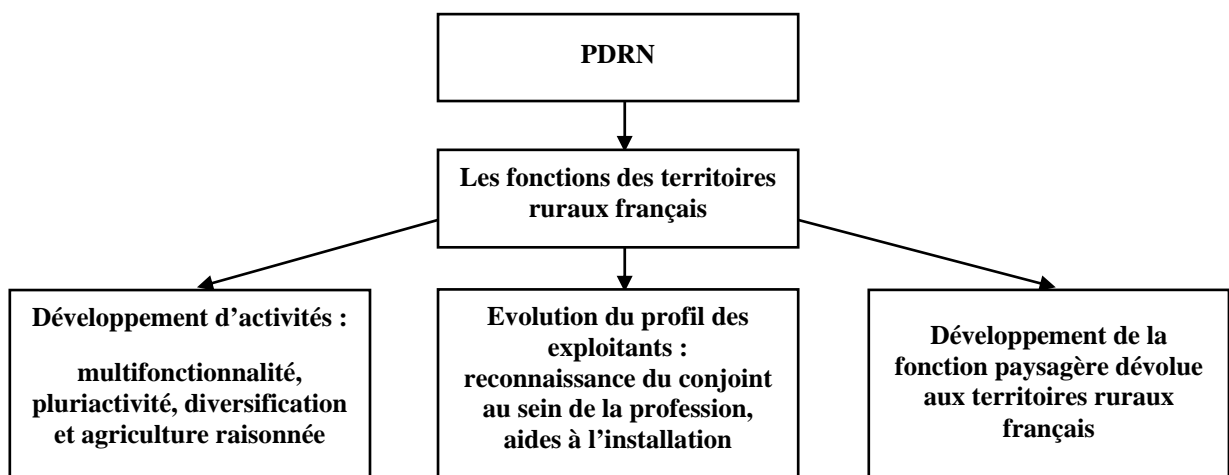 PDRN
Les fonctions des territoires
ruraux français
Développement d’activités :
multifonctionnalité,
pluriactivité, diversification
et agriculture raisonnée
Evolution du profil des
exploitants :
reconnaissance du conjoint
au sein de la profession,
aides à l’installation
Développement de la
fonction paysagère dévolue
aux territoires ruraux
français